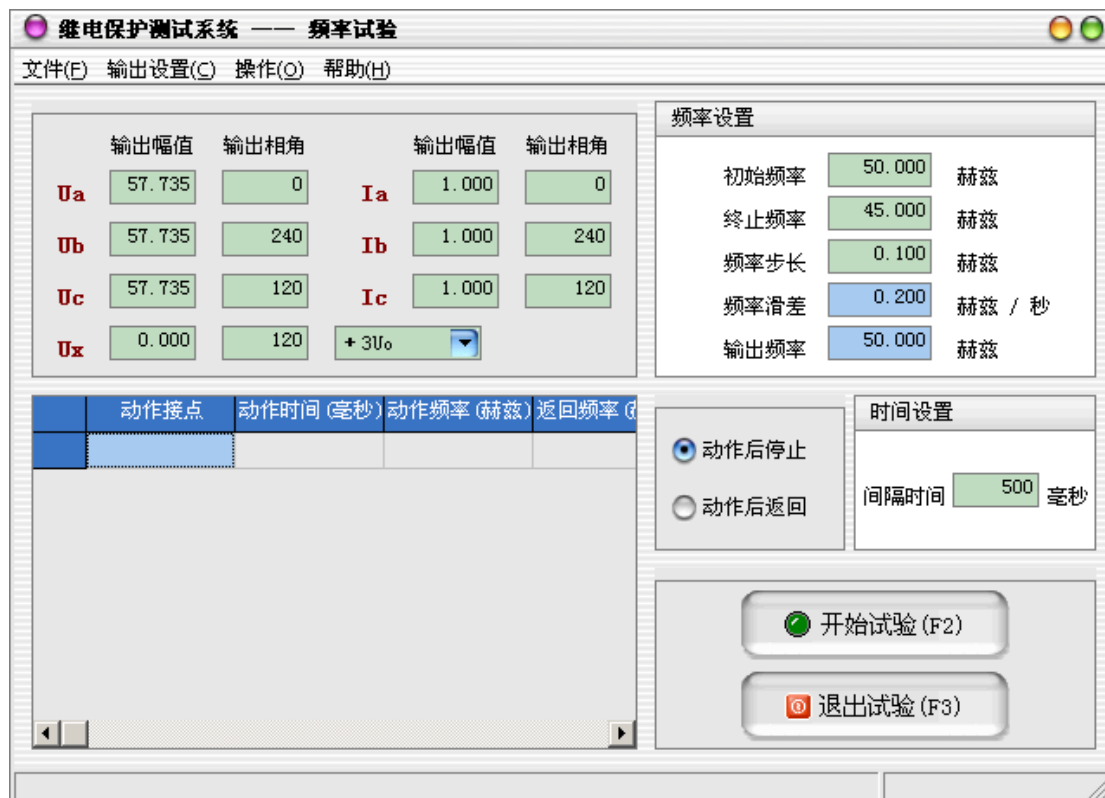 继电保护测试系统 —— 频率试验
文件(F) 输出设置(C) 操作(O) 帮助(H)
输出幅值 输出相角 输出幅值 输出相角
Ua 57.735 0 Ia 1.000 0
Ub 57.735 240 Ib 1.000 240
Uc 57.735 120 Ic 1.000 120
Ux 0.000 120 + 3Uo
频率设置
初始频率 50.000 赫兹
终止频率 45.000 赫兹
频率步长 0.100 赫兹
频率滑差 0.200 赫兹 / 秒
输出频率 50.000 赫兹
动作接点 动作时间(毫秒) 动作频率(赫兹) 返回频率(
动作后停止
动作后返回
时间设置
间隔时间 500 毫秒
开始试验(F2)
退出试验(F3)